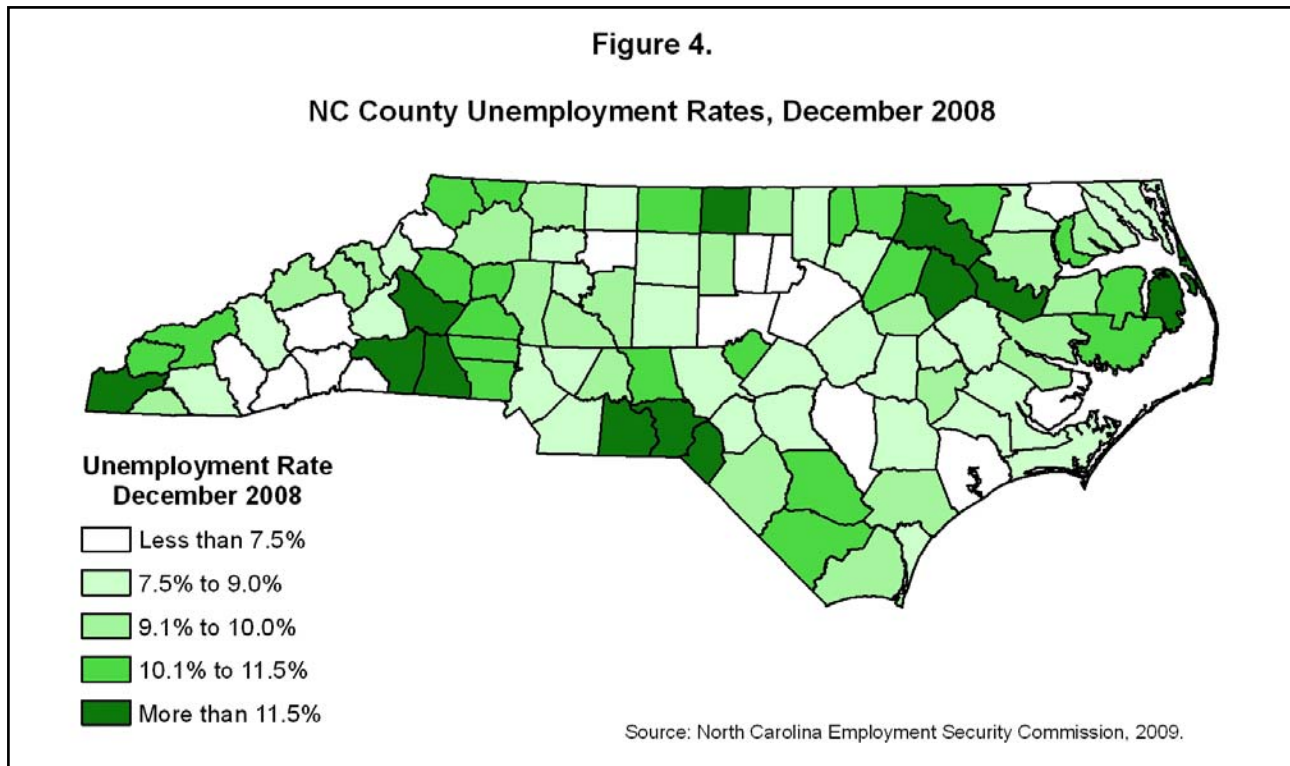 Figure 4.
NC County Unemployment Rates, December 2008
Unemployment Rate
December 2008
Less than 7.5%
7.5% to 9.0%
9.1% to 10.0%
10.1% to 11.5%
More than 11.5%
Source: North Carolina Employment Security Commission, 2009.